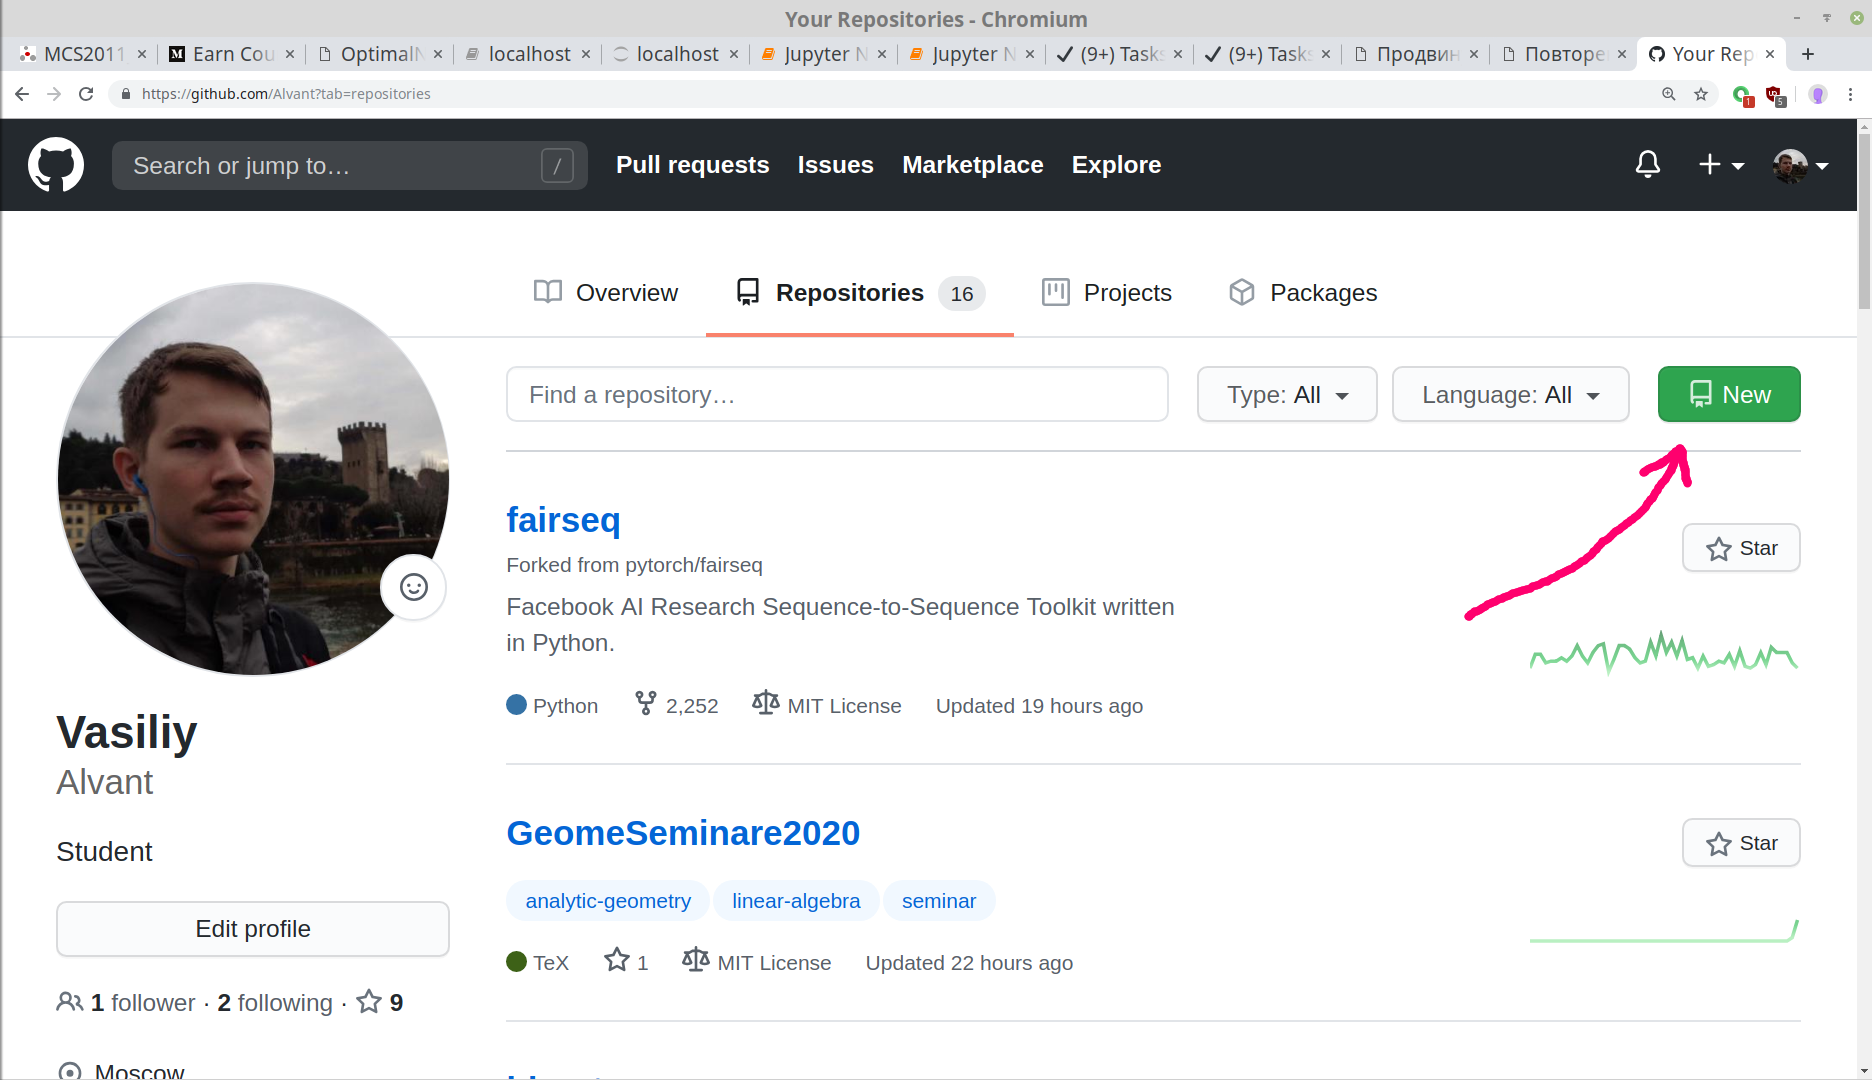 Your Repositories - Chromium
MCS2011
Earn Cou
Optimal
localhost
localhost
Jupyter N
Jupyter N
(9+) Tasks
(9+) Tasks
Продвин
Повторе
Your Rep
https://github.com/Alvant?tab=repositories
1
5
Search or jump to…
/
Pull requests
Issues
Marketplace
Explore
Overview
Repositories 16
Projects
Packages
Find a repository…
Type: All
Language: All
New
fairseq
Star
Forked from pytorch/fairseq
Facebook AI Research Sequence-to-Sequence Toolkit written
in Python.
Python 2,252 MIT License Updated 19 hours ago
Vasiliy
Alvant
Student
Edit profile
1 follower · 2 following · 9
Moscow
GeomeSeminare2020
Star
analytic-geometry linear-algebra seminar
TeX 1 MIT License Updated 22 hours ago